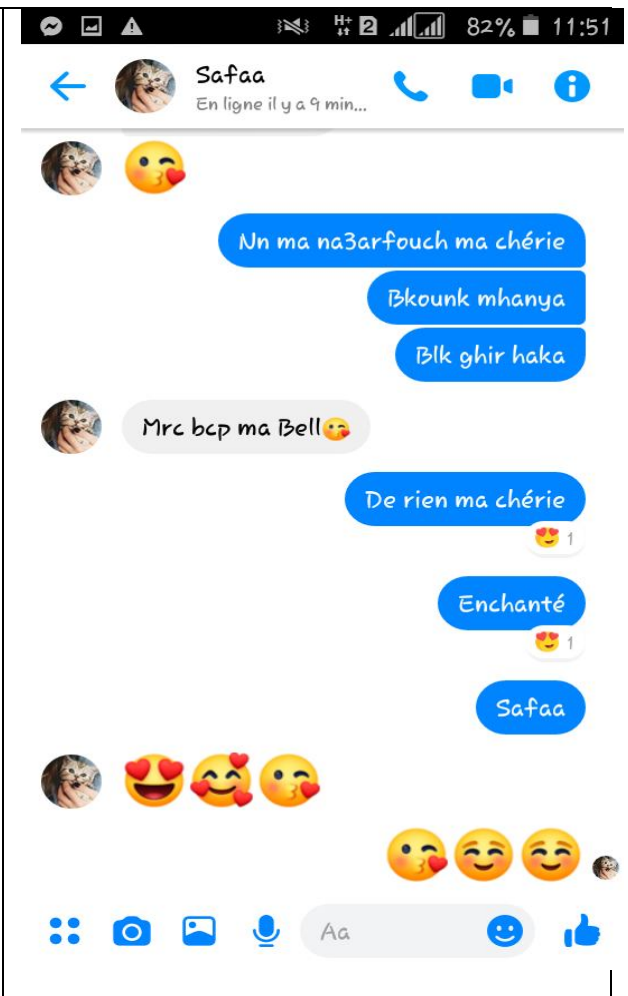 H+ 2 82% 11:51
Safaa
En ligne il y a 9 min...
😘
Nn ma na3arfouch ma chérie
Bkounk mhanya
Blk ghir haka
Mrc bcp ma Bell😘
De rien ma chérie
😍 1
Enchanté
😍 1
Safaa
😍🥰😘
😘☺️☺️
Aa